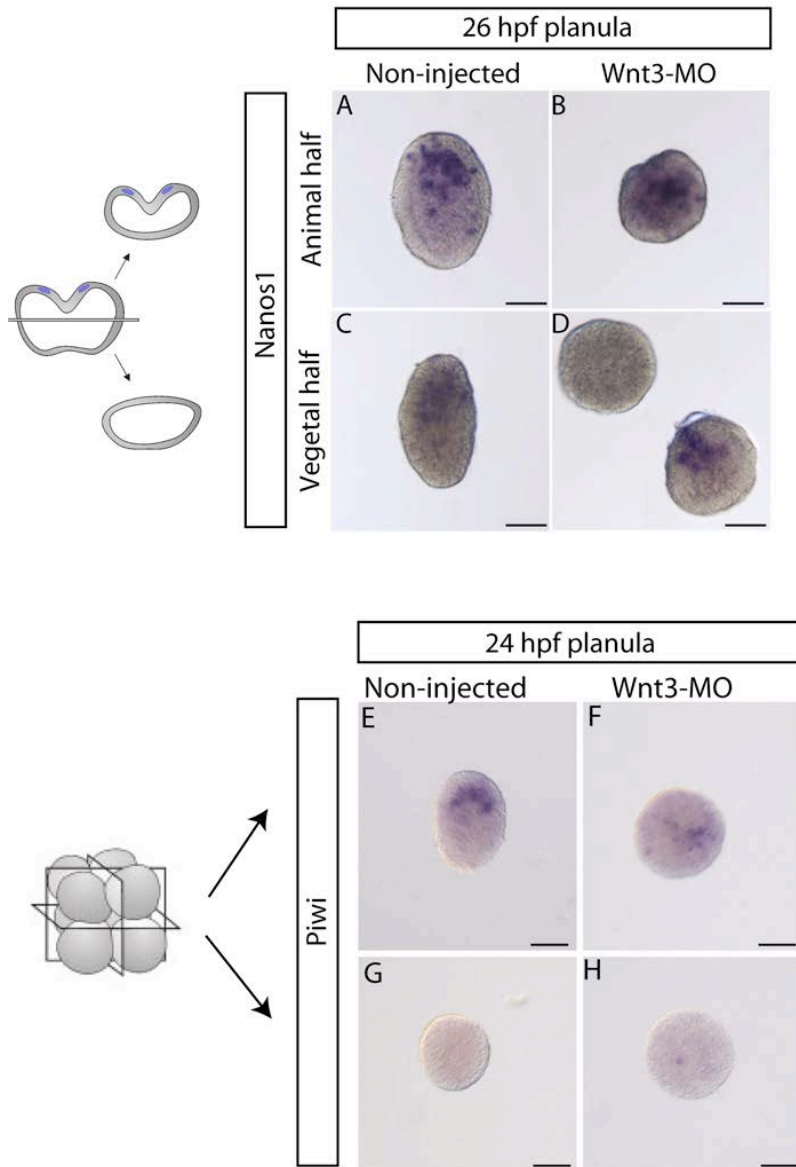 26 hpf planula
Non-injected
Wnt3-MO
Nanos1
Animal half
Vegetal half
A
B
C
D
24 hpf planula
Non-injected
Wnt3-MO
Piwi
E
F
G
H